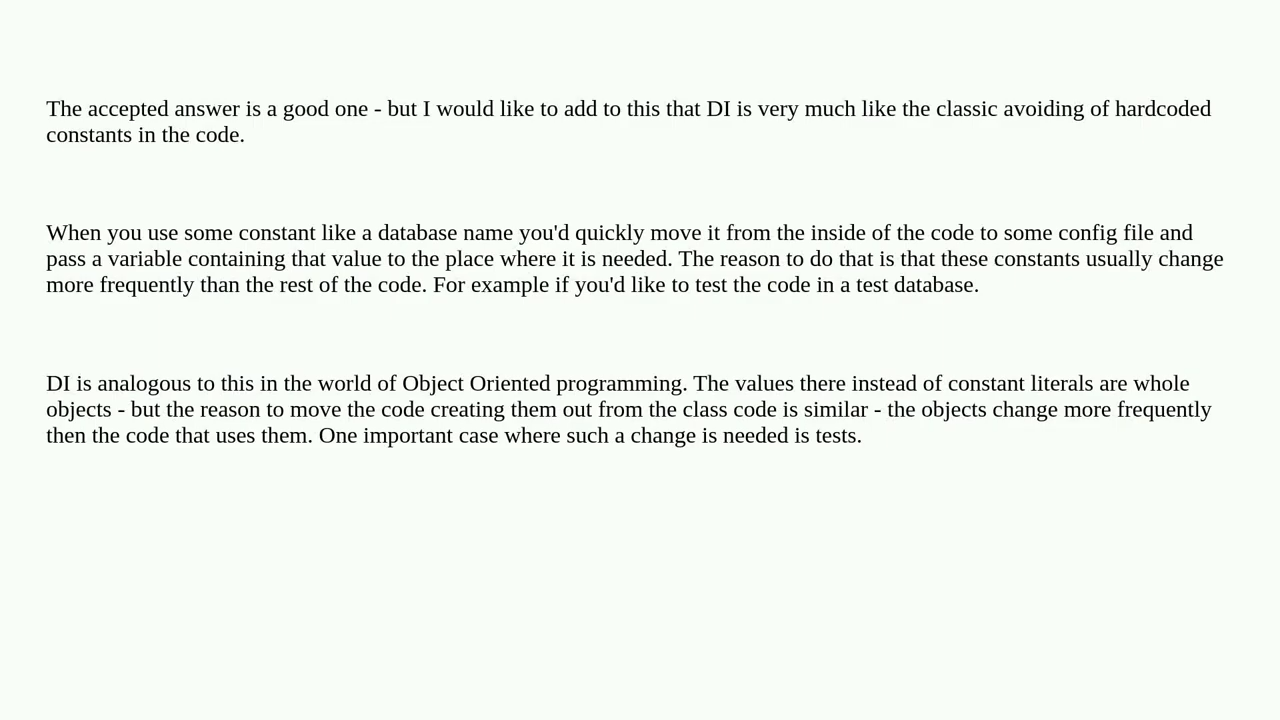 The accepted answer is a good one - but I would like to add to this that DI is very much like the classic avoiding of hardcoded
constants in the code.
When you use some constant like a database name you'd quickly move it from the inside of the code to some config file and
pass a variable containing that value to the place where it is needed. The reason to do that is that these constants usually change
more frequently than the rest of the code. For example if you'd like to test the code in a test database.
DI is analogous to this in the world of Object Oriented programming. The values there instead of constant literals are whole
objects - but the reason to move the code creating them out from the class code is similar - the objects change more frequently
then the code that uses them. One important case where such a change is needed is tests.